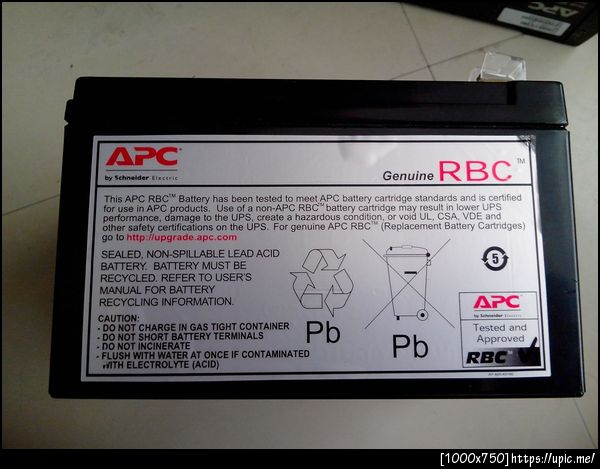 APC
by Schneider Electric
Genuine RBC™
This APC RBC™ Battery has been tested to meet APC battery cartridge standards and is certified
for use in APC products. Use of a non-APC RBC™ battery cartridge may result in lower UPS
performance, damage to the UPS, create a hazardous condition, or void UL, CSA, VDE and
other safety certifications on the UPS. For genuine APC RBC™ (Replacement Battery Cartridges)
go to http://upgrade.apc.com
SEALED, NON-SPILLABLE LEAD ACID
BATTERY. BATTERY MUST BE
RECYCLED. REFER TO USER'S
MANUAL FOR BATTERY
RECYCLING INFORMATION.
CAUTION:
- DO NOT CHARGE IN GAS TIGHT CONTAINER
- DO NOT SHORT BATTERY TERMINALS
- DO NOT INCINERATE
- FLUSH WITH WATER AT ONCE IF CONTAMINATED
WITH ELECTROLYTE (ACID)
Pb
Pb
5
APC
by Schneider Electric
Tested and
Approved
RBC™
APC
[1000x750]https://upic.me/